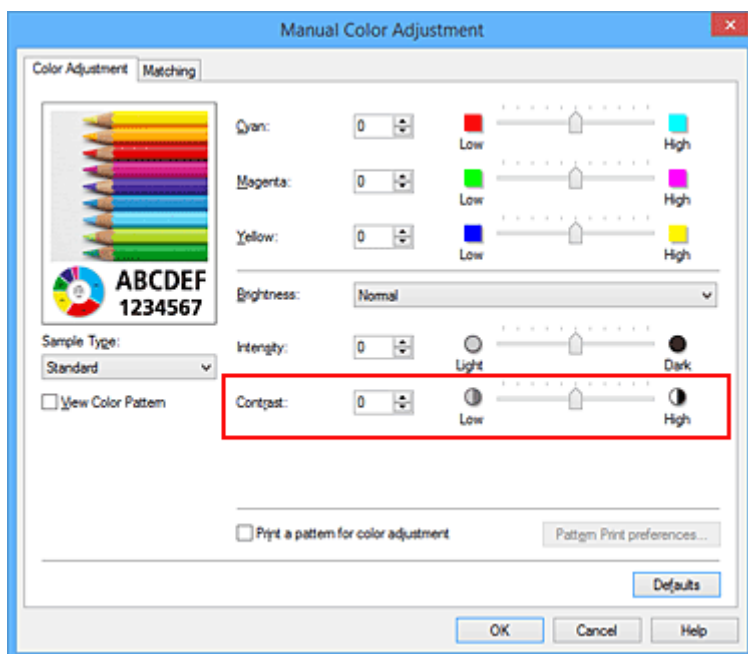 Manual Color Adjustment
Color Adjustment Matching
Cyan: 0 Low High
Magenta: 0 Low High
Yellow: 0 Low High
ABCDEF
1234567
Brightness: Normal
Sample Type:
Standard
Intensity: 0 Light Dark
View Color Pattern
Contrast: 0 Low High
Print a pattern for color adjustment Pattern Print preferences...
Defaults
OK Cancel Help